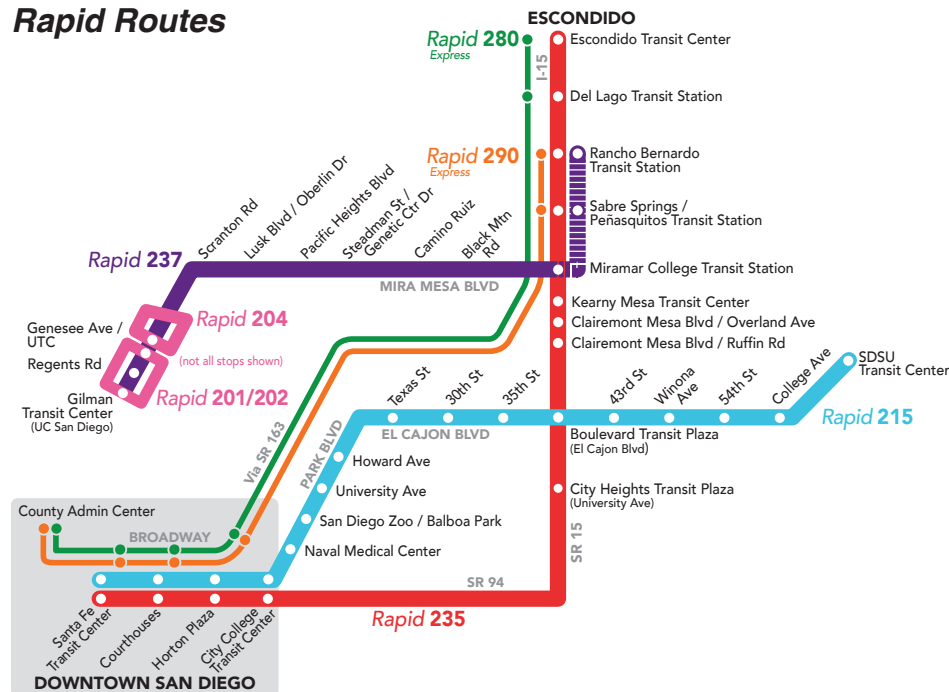 Rapid Routes
ESCONDIDO
Rapid 280
Express
I-15
Escondido Transit Center
Del Lago Transit Station
Rapid 290
Express
Rancho Bernardo
Transit Station
Sabre Springs /
Peñasquitos Transit Station
Scranton Rd
Lusk Blvd / Oberlin Dr
Pacific Heights Blvd
Steadman St /
Genetic Ctr Dr
Camino Ruiz
Black Mtn
Rd
Rapid 237
MIRA MESA BLVD
Miramar College Transit Station
Kearny Mesa Transit Center
Clairemont Mesa Blvd / Overland Ave
Clairemont Mesa Blvd / Ruffin Rd
Genesee Ave /
UTC
Rapid 204
Regents Rd
(not all stops shown)
Gilman
Transit Center
(UC San Diego)
Rapid 201/202
Texas St
30th St
35th St
43rd St
Winona
Ave
54th St
College Ave
SDSU
Transit Center
Rapid 215
EL CAJON BLVD
Boulevard Transit Plaza
(El Cajon Blvd)
Via SR 163
PARK BLVD
Howard Ave
University Ave
San Diego Zoo / Balboa Park
Naval Medical Center
City Heights Transit Plaza
(University Ave)
SR 15
County Admin Center
BROADWAY
SR 94
Rapid 235
Santa Fe
Transit Center
Courthouses
Horton Plaza
City College
Transit Center
DOWNTOWN SAN DIEGO